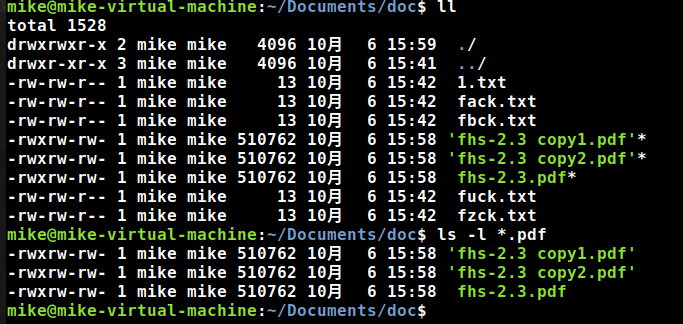 mike@mike-virtual-machine:~/Documents/doc$ ll
total 1528
drwxrwxr-x 2 mike mike   4096 10月  6 15:59  ./
drwxr-xr-x 3 mike mike   4096 10月  6 15:41  ../
-rw-rw-r-- 1 mike mike     13 10月  6 15:42  1.txt
-rw-rw-r-- 1 mike mike     13 10月  6 15:42  fack.txt
-rw-rw-r-- 1 mike mike     13 10月  6 15:42  fbck.txt
-rwxrw-rw- 1 mike mike 510762 10月  6 15:58 'fhs-2.3 copy1.pdf'*
-rwxrw-rw- 1 mike mike 510762 10月  6 15:58 'fhs-2.3 copy2.pdf'*
-rwxrw-rw- 1 mike mike 510762 10月  6 15:58  fhs-2.3.pdf*
-rw-rw-r-- 1 mike mike     13 10月  6 15:42  fuck.txt
-rw-rw-r-- 1 mike mike     13 10月  6 15:42  fzck.txt
mike@mike-virtual-machine:~/Documents/doc$ ls -l *.pdf
-rwxrw-rw- 1 mike mike 510762 10月  6 15:58 'fhs-2.3 copy1.pdf'
-rwxrw-rw- 1 mike mike 510762 10月  6 15:58 'fhs-2.3 copy2.pdf'
-rwxrw-rw- 1 mike mike 510762 10月  6 15:58  fhs-2.3.pdf
mike@mike-virtual-machine:~/Documents/doc$